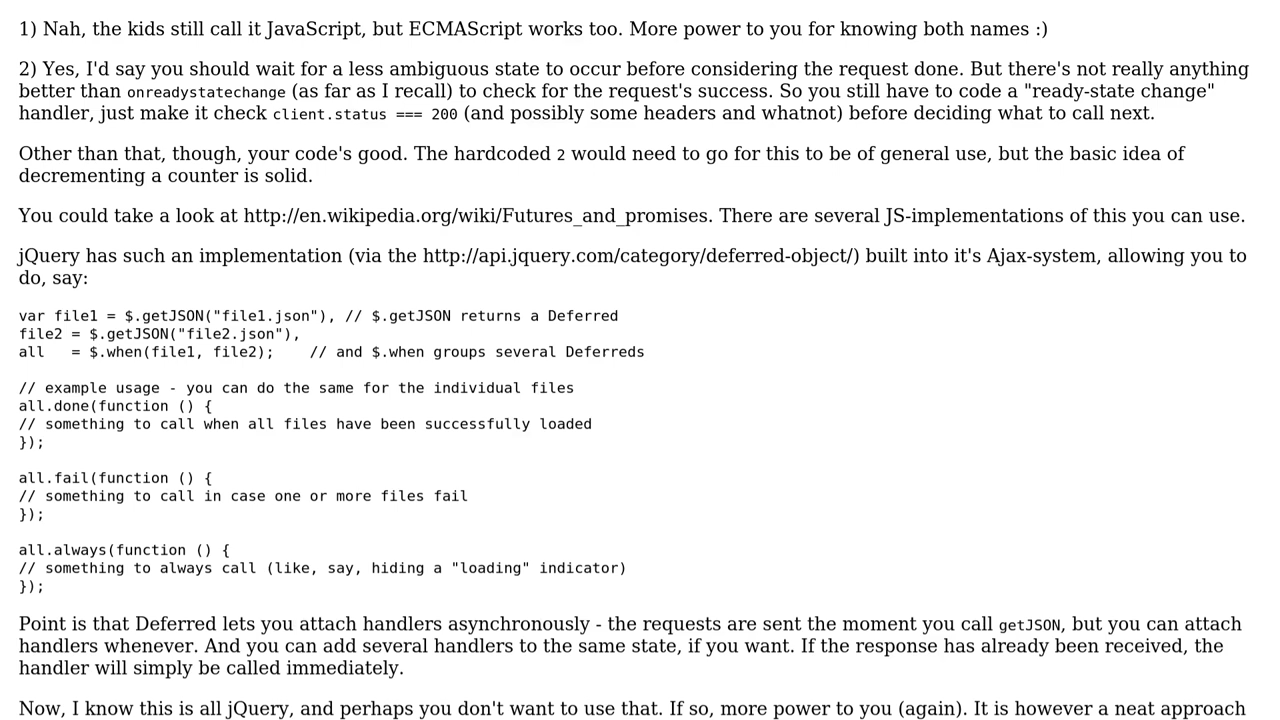 1) Nah, the kids still call it JavaScript, but ECMAScript works too. More power to you for knowing both names :)
2) Yes, I'd say you should wait for a less ambiguous state to occur before considering the request done. But there's not really anything
better than onreadystatechange (as far as I recall) to check for the request's success. So you still have to code a "ready-state change"
handler, just make it check client.status === 200 (and possibly some headers and whatnot) before deciding what to call next.
Other than that, though, your code's good. The hardcoded 2 would need to go for this to be of general use, but the basic idea of
decrementing a counter is solid.
You could take a look at http://en.wikipedia.org/wiki/Futures_and_promises. There are several JS-implementations of this you can use.
jQuery has such an implementation (via the http://api.jquery.com/category/deferred-object/) built into it's Ajax-system, allowing you to
do, say:
var file1 = $.getJSON("file1.json"), // $.getJSON returns a Deferred
file2 = $.getJSON("file2.json"),
all   = $.when(file1, file2);    // and $.when groups several Deferreds
// example usage - you can do the same for the individual files
all.done(function () {
// something to call when all files have been successfully loaded
});
all.fail(function () {
// something to call in case one or more files fail
});
all.always(function () {
// something to always call (like, say, hiding a "loading" indicator)
});
Point is that Deferred lets you attach handlers asynchronously - the requests are sent the moment you call getJSON, but you can attach
handlers whenever. And you can add several handlers to the same state, if you want. If the response has already been received, the
handler will simply be called immediately.
Now, I know this is all jQuery, and perhaps you don't want to use that. If so, more power to you (again). It is however a neat approach